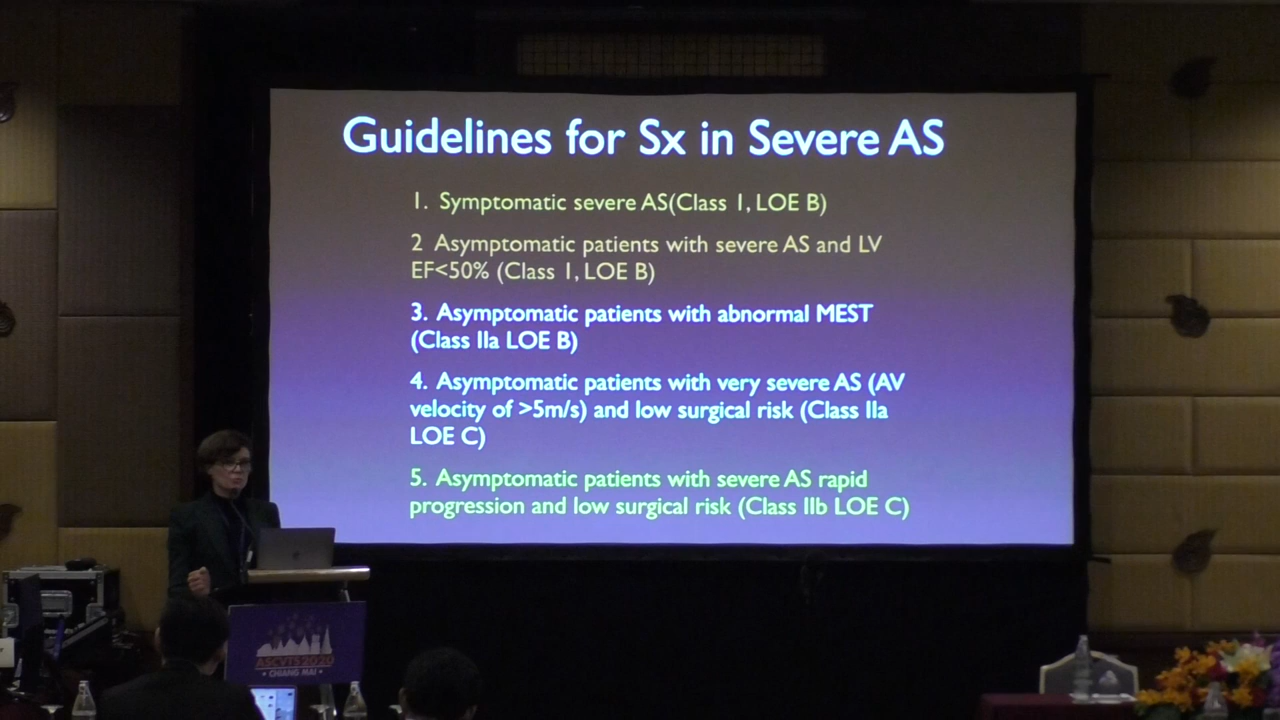 Guidelines for Sx in Severe AS
1. Symptomatic severe AS(Class 1, LOE B)
2 Asymptomatic patients with severe AS and LV
EF<50% (Class 1, LOE B)
3. Asymptomatic patients with abnormal MEST
(Class IIa LOE B)
4. Asymptomatic patients with very severe AS (AV
velocity of >5m/s) and low surgical risk (Class IIa
LOE C)
5. Asymptomatic patients with severe AS rapid
progression and low surgical risk (Class IIb LOE C)
ASCVTS 2020
• CHIANG MAI •